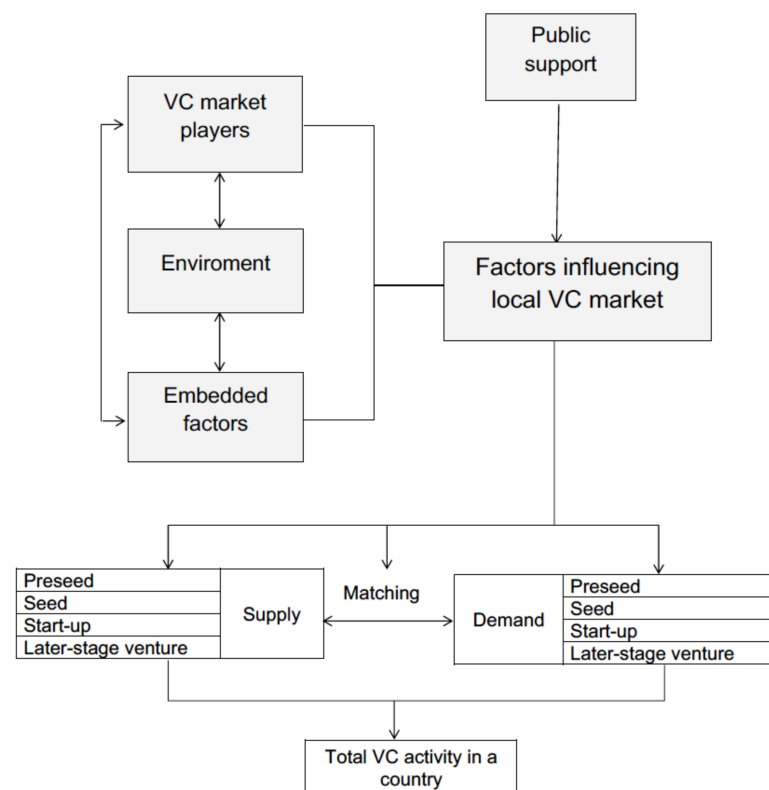 Public
support
VC market
players
Enviroment
Factors influencing
local VC market
Embedded
factors
Preseed
Seed
Start-up
Later-stage venture
Supply
Matching
Demand
Preseed
Seed
Start-up
Later-stage venture
Total VC activity in a
country